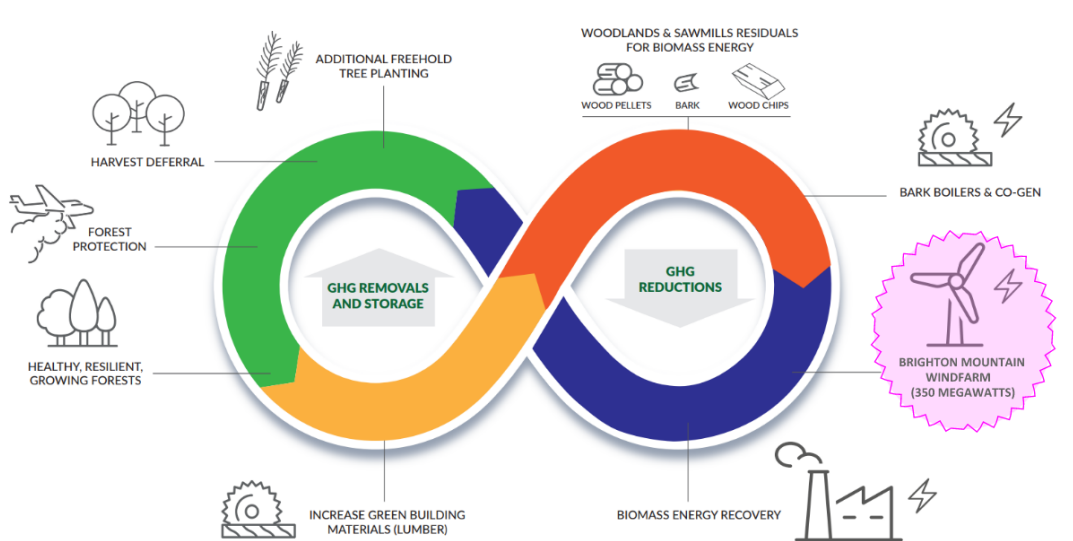 WOODLANDS & SAWMILLS RESIDUALS
FOR BIOMASS ENERGY
WOOD PELLETS
BARK
WOOD CHIPS
ADDITIONAL FREEHOLD
TREE PLANTING
HARVEST DEFERRAL
BARK BOILERS & CO-GEN
FOREST
PROTECTION
GHG REMOVALS
AND STORAGE
GHG
REDUCTIONS
HEALTHY, RESILIENT,
GROWING FORESTS
BRIGHTON MOUNTAIN
WINDFARM
(350 MEGAWATTS)
INCREASE GREEN BUILDING
MATERIALS (LUMBER)
BIOMASS ENERGY RECOVERY